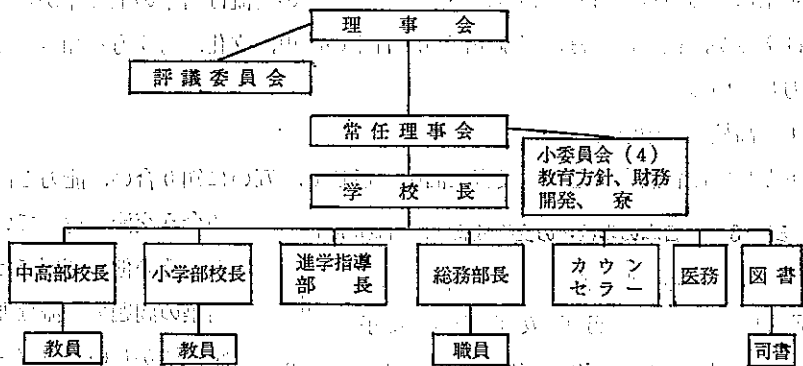 理事会
評議委員会
常任理事会
小委員会(4)
教育方針、財務
開発、 寮
学校長
中高部校長
小学部校長
進学指導
部長
総務部長
カウン
セラー
医務
図書
教員
教員
職員
司書